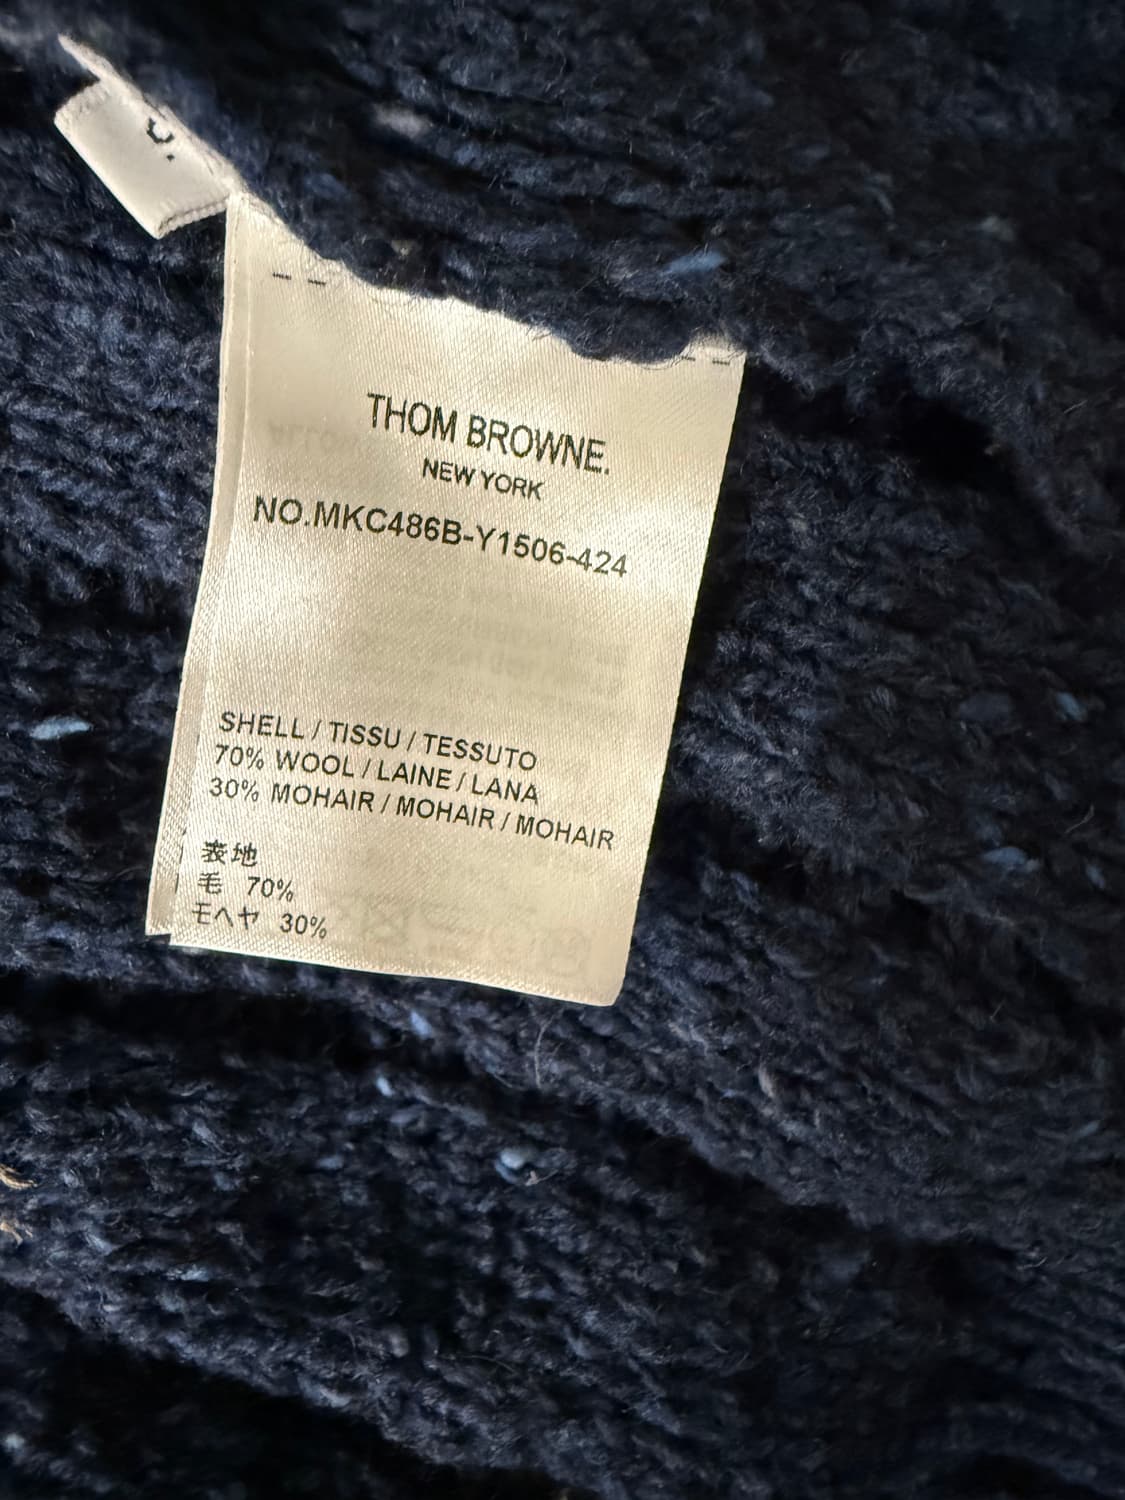 THOM BROWNE.
NEW YORK
NO.MKC486B-Y1506-424
SHELL / TISSU / TESSUTO
70% WOOL / LAINE / LANA
30% MOHAIR / MOHAIR / MOHAIR
表地
毛 70%
モヘヤ 30%